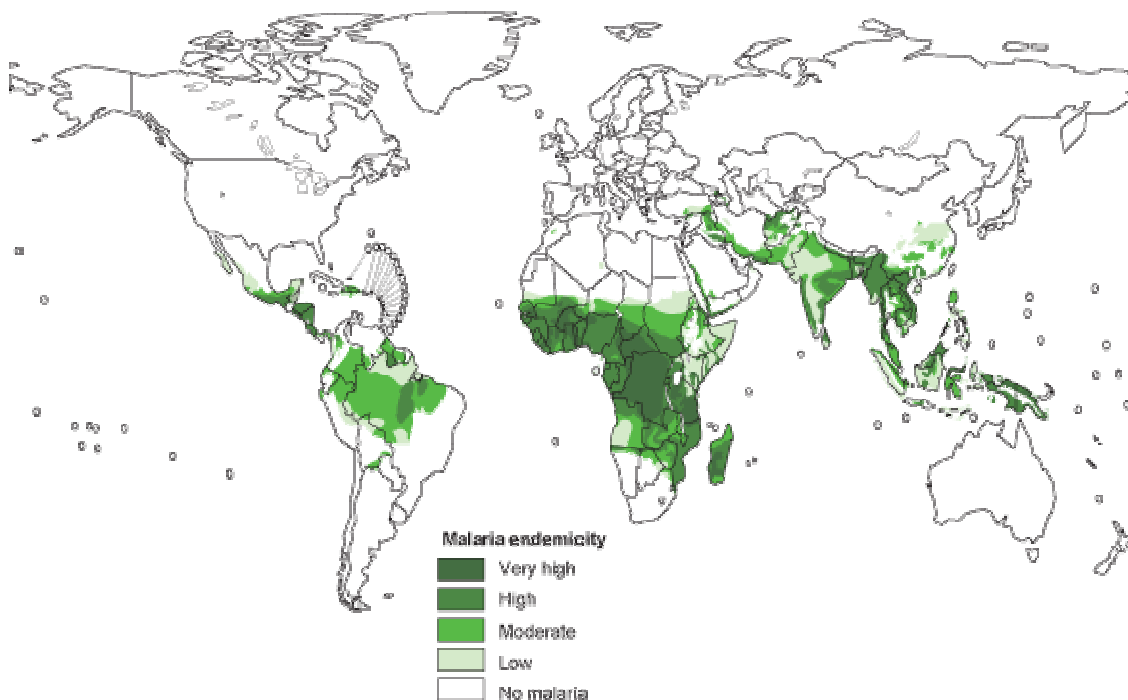 Malaria endemicity
Very high
High
Moderate
Low
No malaria